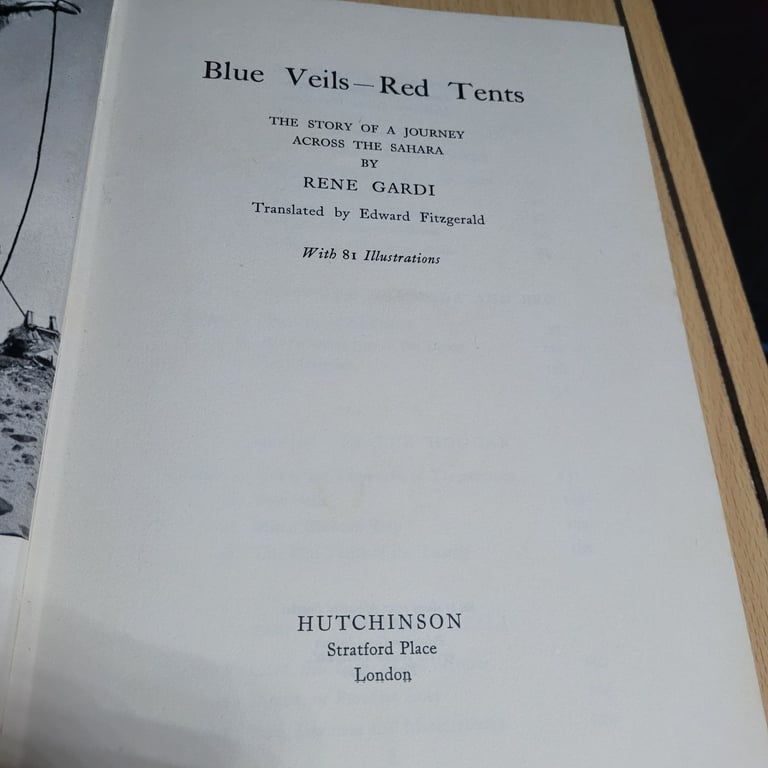 Blue Veils—Red Tents
THE STORY OF A JOURNEY
ACROSS THE SAHARA
BY
RENE GARDI
Translated by Edward Fitzgerald
With 81 Illustrations
HUTCHINSON
Stratford Place
London